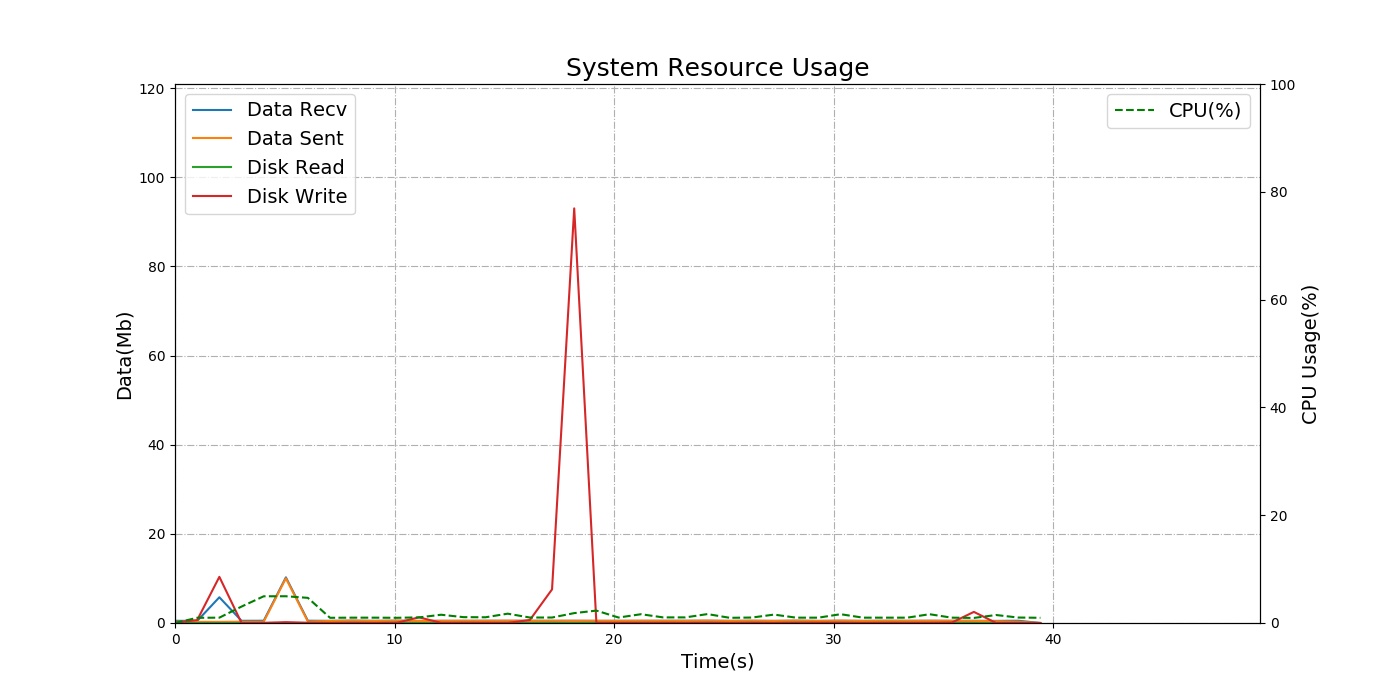 System Resource Usage
Data Recv
Data Sent
Disk Read
Disk Write
CPU(%)
120
100
80
60
40
20
0
Data(Mb)
100
80
60
40
20
0
CPU Usage(%)
0 10 20 30 40
Time(s)